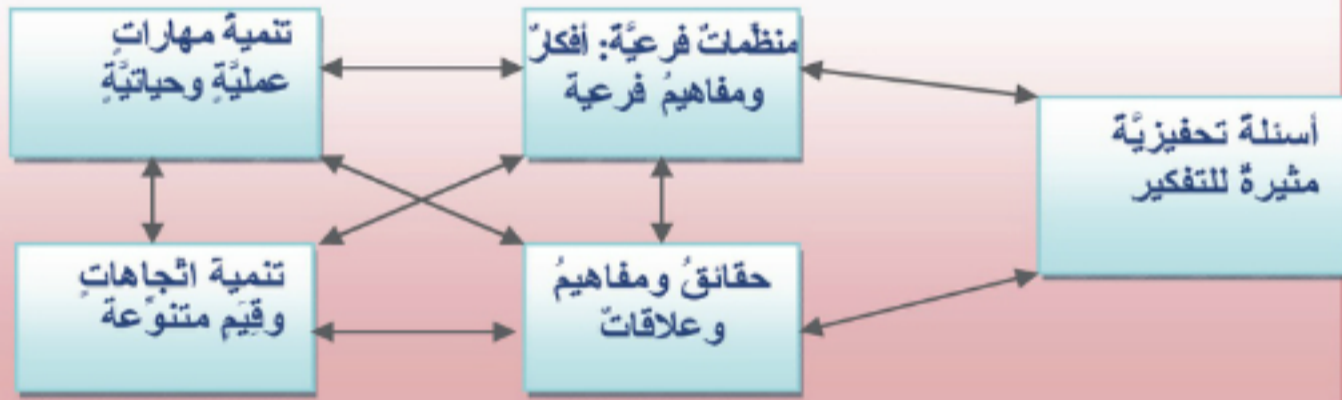 أسئلةٌ تحفيزيَّةٌ
مثيرةٌ للتفكير
منظّماتٌ فرعيَّةٌ: أفكارٌ
ومفاهيمُ فرعية
حقائقُ ومفاهيمُ
وعلاقاتٌ
تنميةُ مهاراتٍ
عمليَّةٍ وحياتيَّةٍ
تنمية اتّجاهاتٍ
وقِيَمٍ متنوّعة